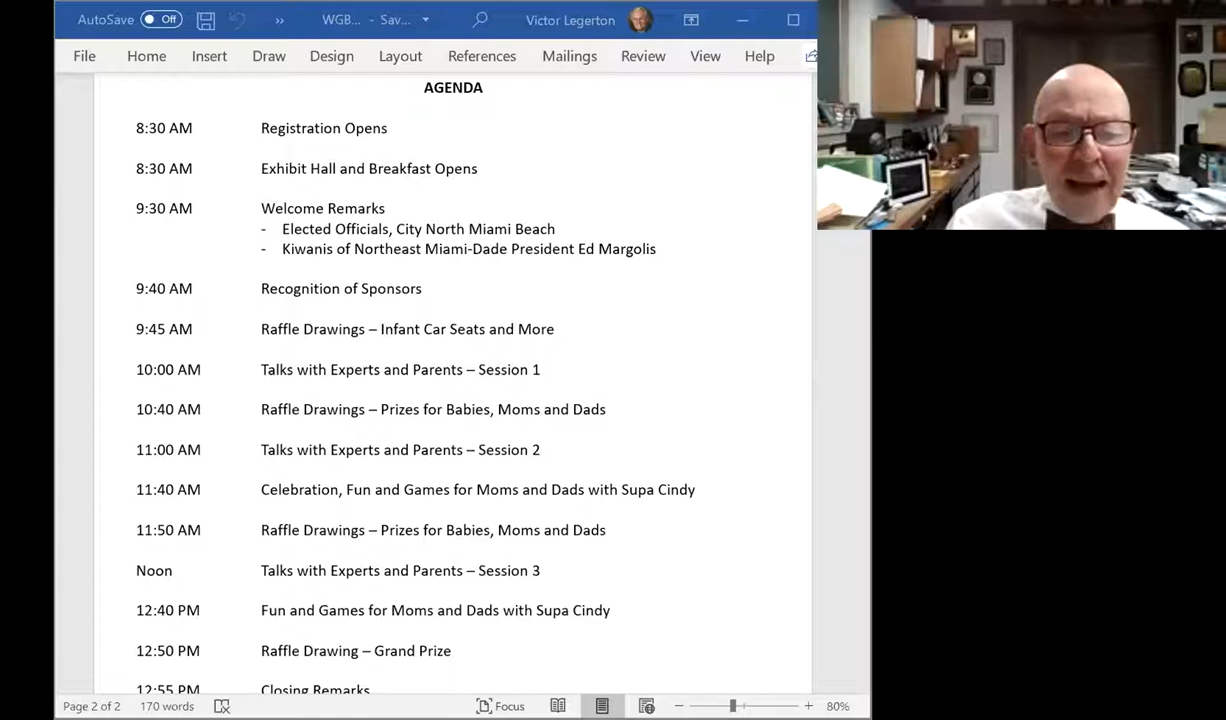 AutoSave Off WGB... - Sav... Victor Legerton
File Home Insert Draw Design Layout References Mailings Review View Help
AGENDA
8:30 AM Registration Opens
8:30 AM Exhibit Hall and Breakfast Opens
9:30 AM Welcome Remarks
- Elected Officials, City North Miami Beach
- Kiwanis of Northeast Miami-Dade President Ed Margolis
9:40 AM Recognition of Sponsors
9:45 AM Raffle Drawings – Infant Car Seats and More
10:00 AM Talks with Experts and Parents – Session 1
10:40 AM Raffle Drawings – Prizes for Babies, Moms and Dads
11:00 AM Talks with Experts and Parents – Session 2
11:40 AM Celebration, Fun and Games for Moms and Dads with Supa Cindy
11:50 AM Raffle Drawings – Prizes for Babies, Moms and Dads
Noon Talks with Experts and Parents – Session 3
12:40 PM Fun and Games for Moms and Dads with Supa Cindy
12:50 PM Raffle Drawing – Grand Prize
12:55 PM Closing Remarks
Page 2 of 2 170 words Focus 80%